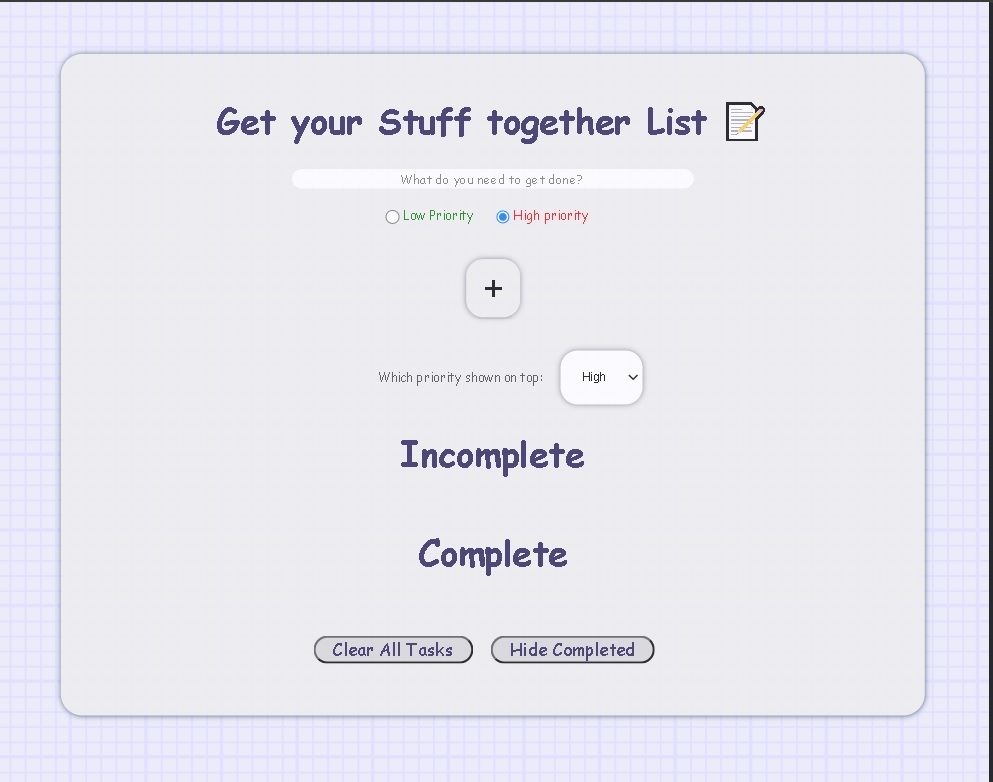 Get your Stuff together List 📝
What do you need to get done?
Low Priority High priority
+
Which priority shown on top: High
Incomplete
Complete
Clear All Tasks Hide Completed